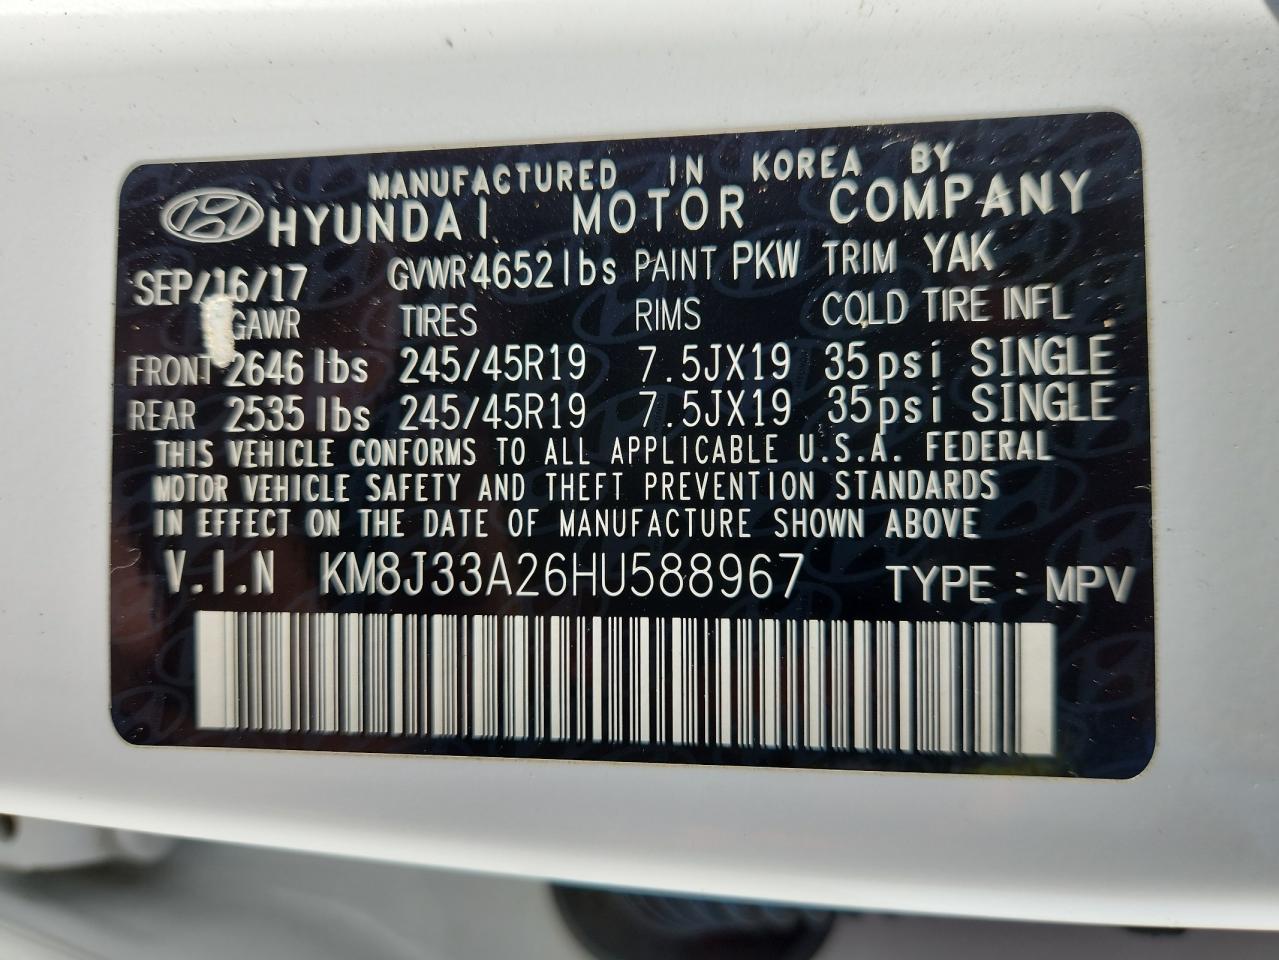 MANUFACTURED IN KOREA BY
HYUNDAI MOTOR COMPANY
SEP/16/17 GVWR 4652lbs PAINT PKW TRIM YAK
GAWR TIRES RIMS COLD TIRE INFL
FRONT 2646 lbs 245/45R19 7.5JX19 35psi SINGLE
REAR 2535 lbs 245/45R19 7.5JX19 35psi SINGLE
THIS VEHICLE CONFORMS TO ALL APPLICABLE U.S.A. FEDERAL
MOTOR VEHICLE SAFETY AND THEFT PREVENTION STANDARDS
IN EFFECT ON THE DATE OF MANUFACTURE SHOWN ABOVE
V.I.N KM8J33A26HU588967 TYPE : MPV